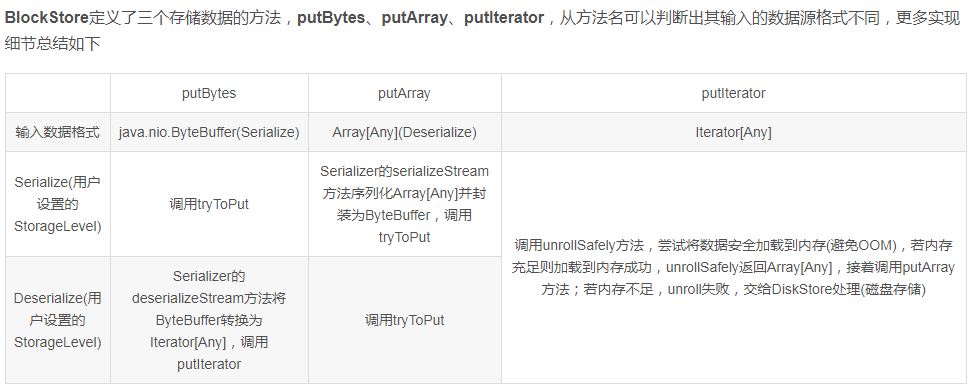 BlockStore定义了三个存储数据的方法，putBytes、putArray、putIterator，从方法名可以判断出其输入的数据源格式不同，更多实现
细节总结如下
putBytes
putArray
putIterator
输入数据格式
java.nio.ByteBuffer(Serialize)
Array[Any](Deserialize)
Iterator[Any]
Serialize(用户
设置的
StorageLevel)
调用tryToPut
Serializer的serializeStream
方法序列化Array[Any]并封
装为ByteBuffer，调用
tryToPut
调用unrollSafely方法，尝试将数据安全加载到内存(避免OOM)，若内存
充足则加载到内存成功，unrollSafely返回Array[Any]，接着调用putArray
方法；若内存不足，unroll失败，交给DiskStore处理(磁盘存储)
Deserialize(用
户设置的
StorageLevel)
Serializer的
deserializeStream方法将
ByteBuffer转换为
Iterator[Any]，调用
putIterator
调用tryToPut